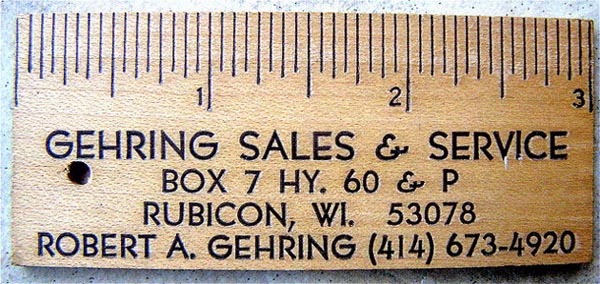 1 2 3
GEHRING SALES & SERVICE
BOX 7 HY. 60 & P
RUBICON, WI. 53078
ROBERT A. GEHRING (414) 673-4920